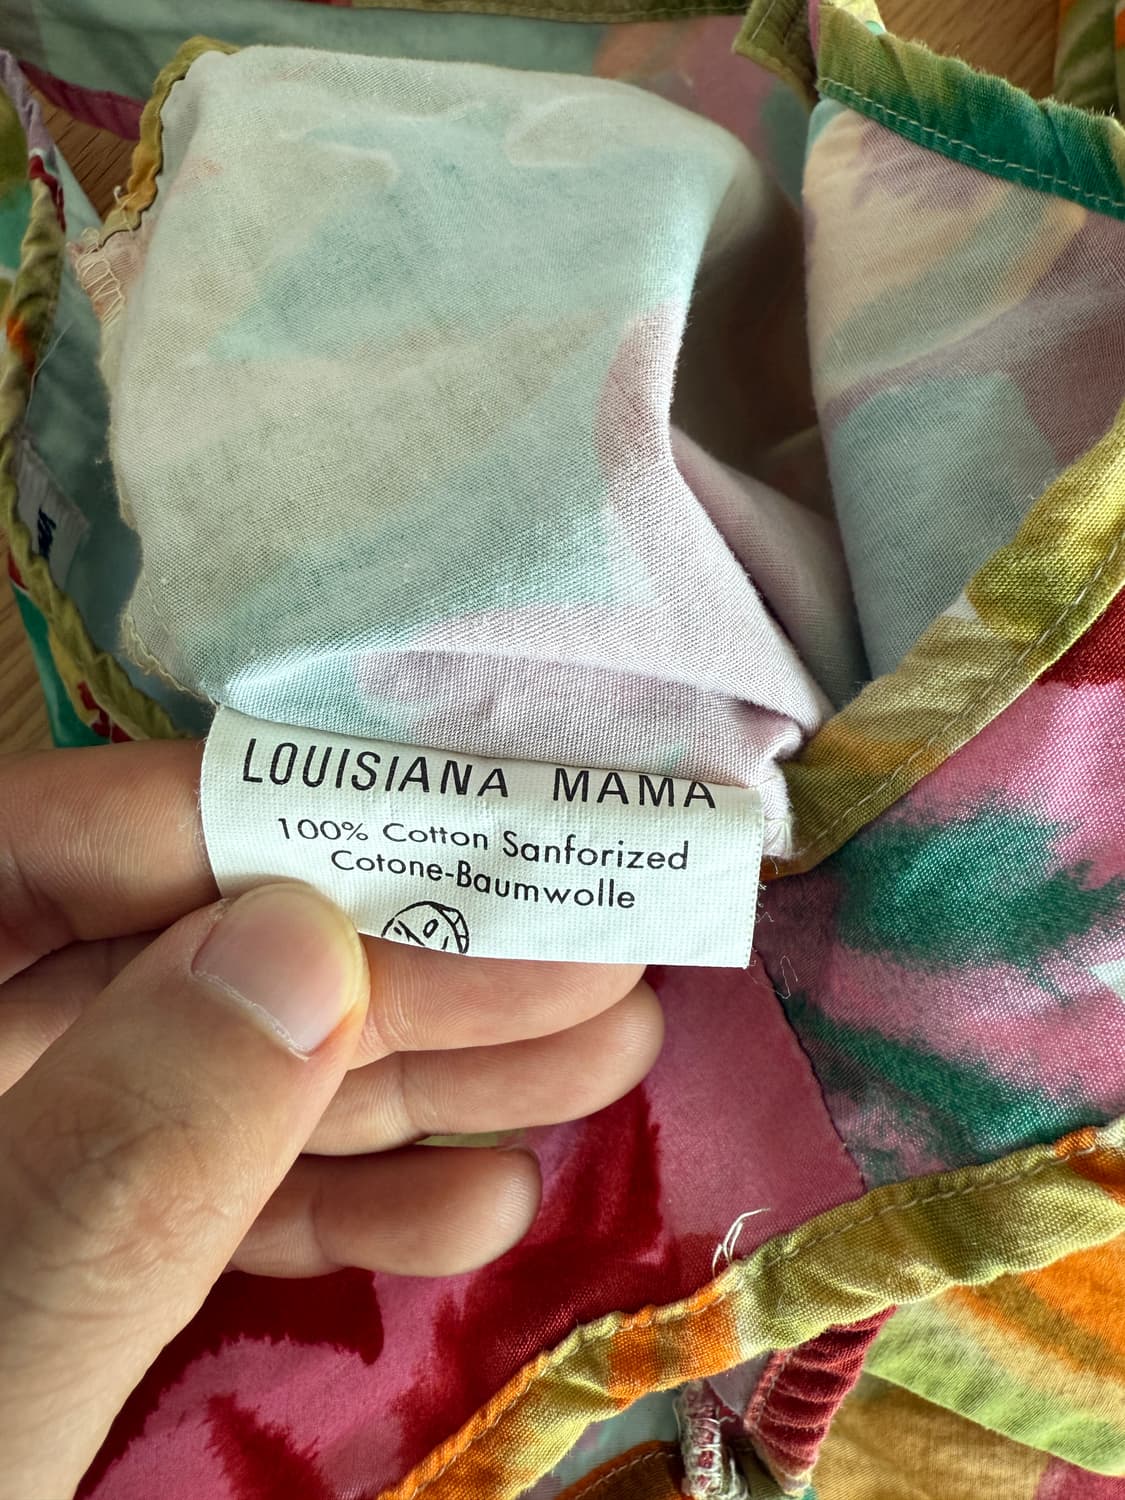 LOUISIANA MAMA
100% Cotton Sanforized
Cotone-Baumwolle